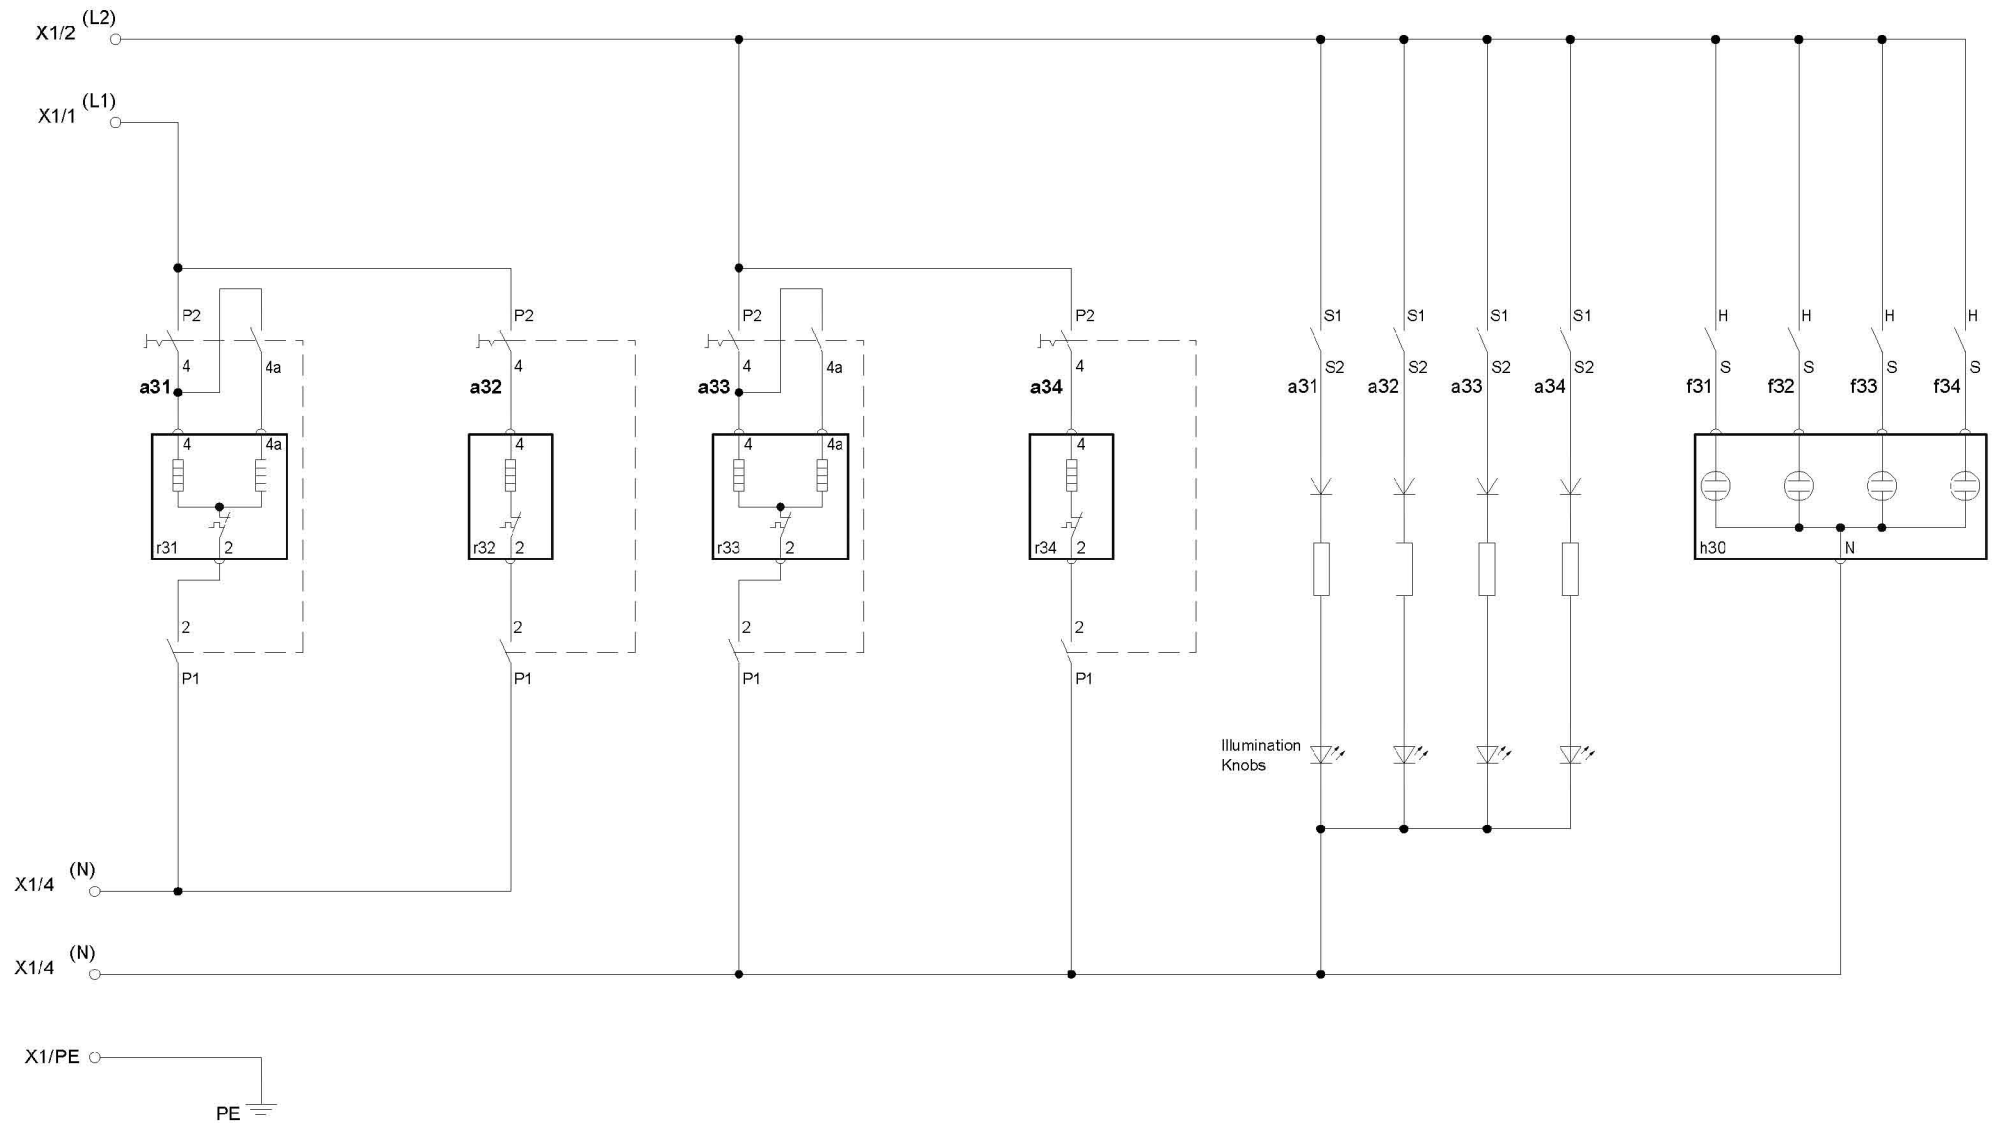 (L2)
X1/2
(L1)
X1/1
P2 P2 P2 P2 S1 S1 S1 S1 H H H H
4 4a 4 4 4a 4 S2 S2 S2 S2 S S S S
a31 a32 a33 a34 a31 a32 a33 a34 f31 f32 f33 f34
4 4a 4 4 4a 4
r31 2 r32 2 r33 2 r34 2 h30 N
2 2 2 2
P1 P1 P1 P1
Illumination
Knobs
(N)
X1/4
(N)
X1/4
X1/PE
PE